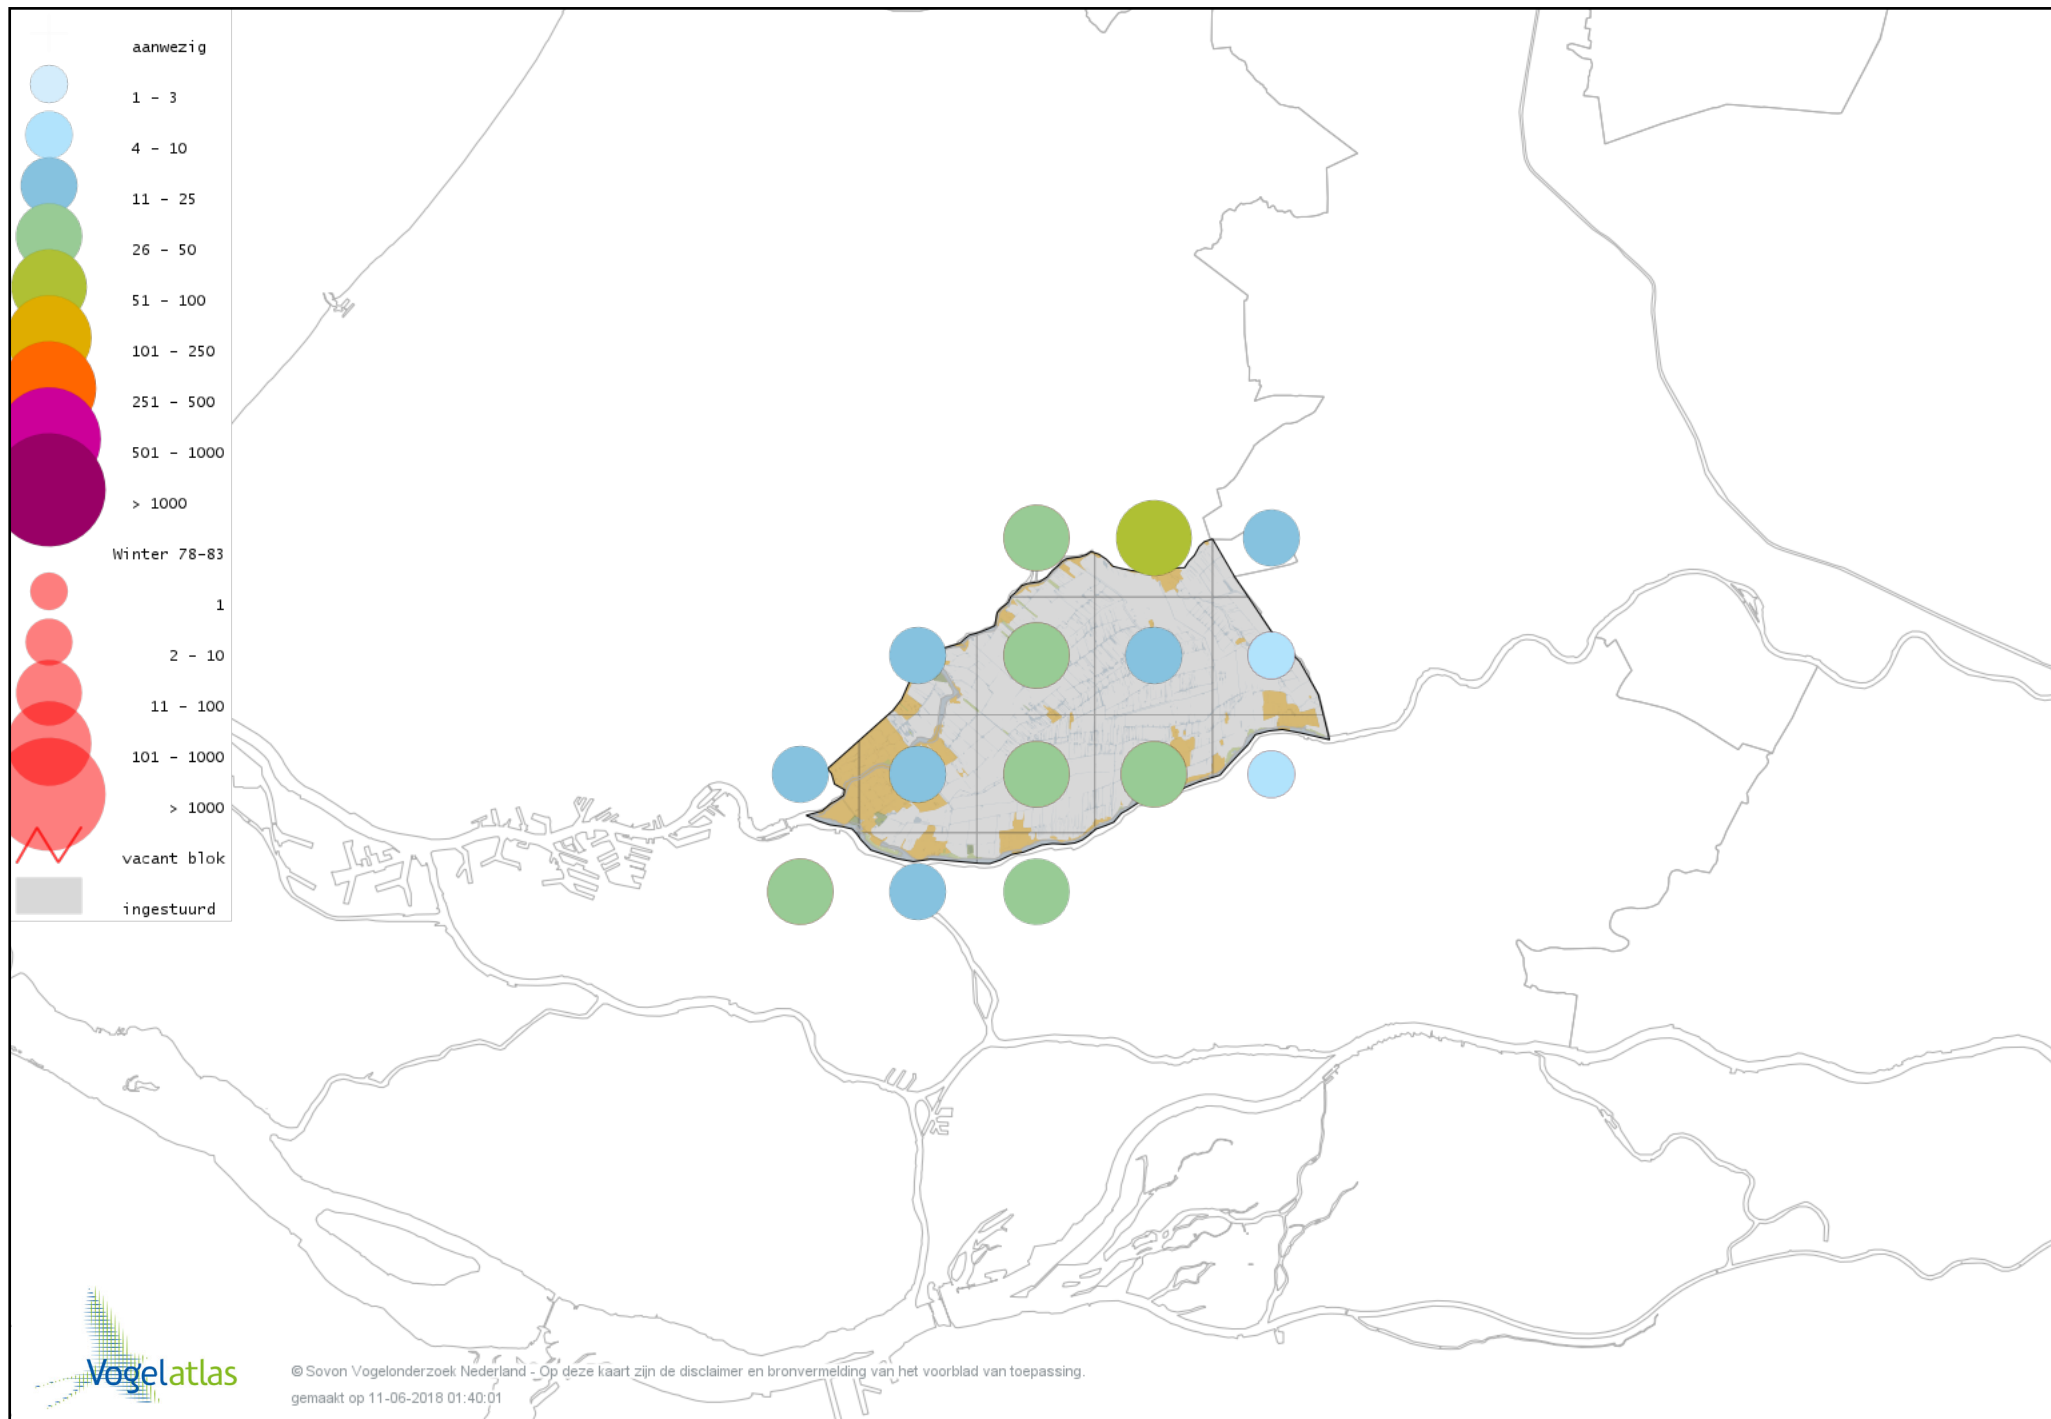 aanwezig
1 - 3
4 - 10
11 - 25
26 - 50
51 - 100
101 - 250
251 - 500
501 - 1000
> 1000
Winter 78-83
1
2 - 10
11 - 100
101 - 1000
> 1000
vacant blok
ingestuurd
Vogelatlas
© Sovon Vogelonderzoek Nederland - Op deze kaart zijn de disclaimer en bronvermelding van het voorblad van toepassing.
gemaakt op 11-06-2018 01:40:01